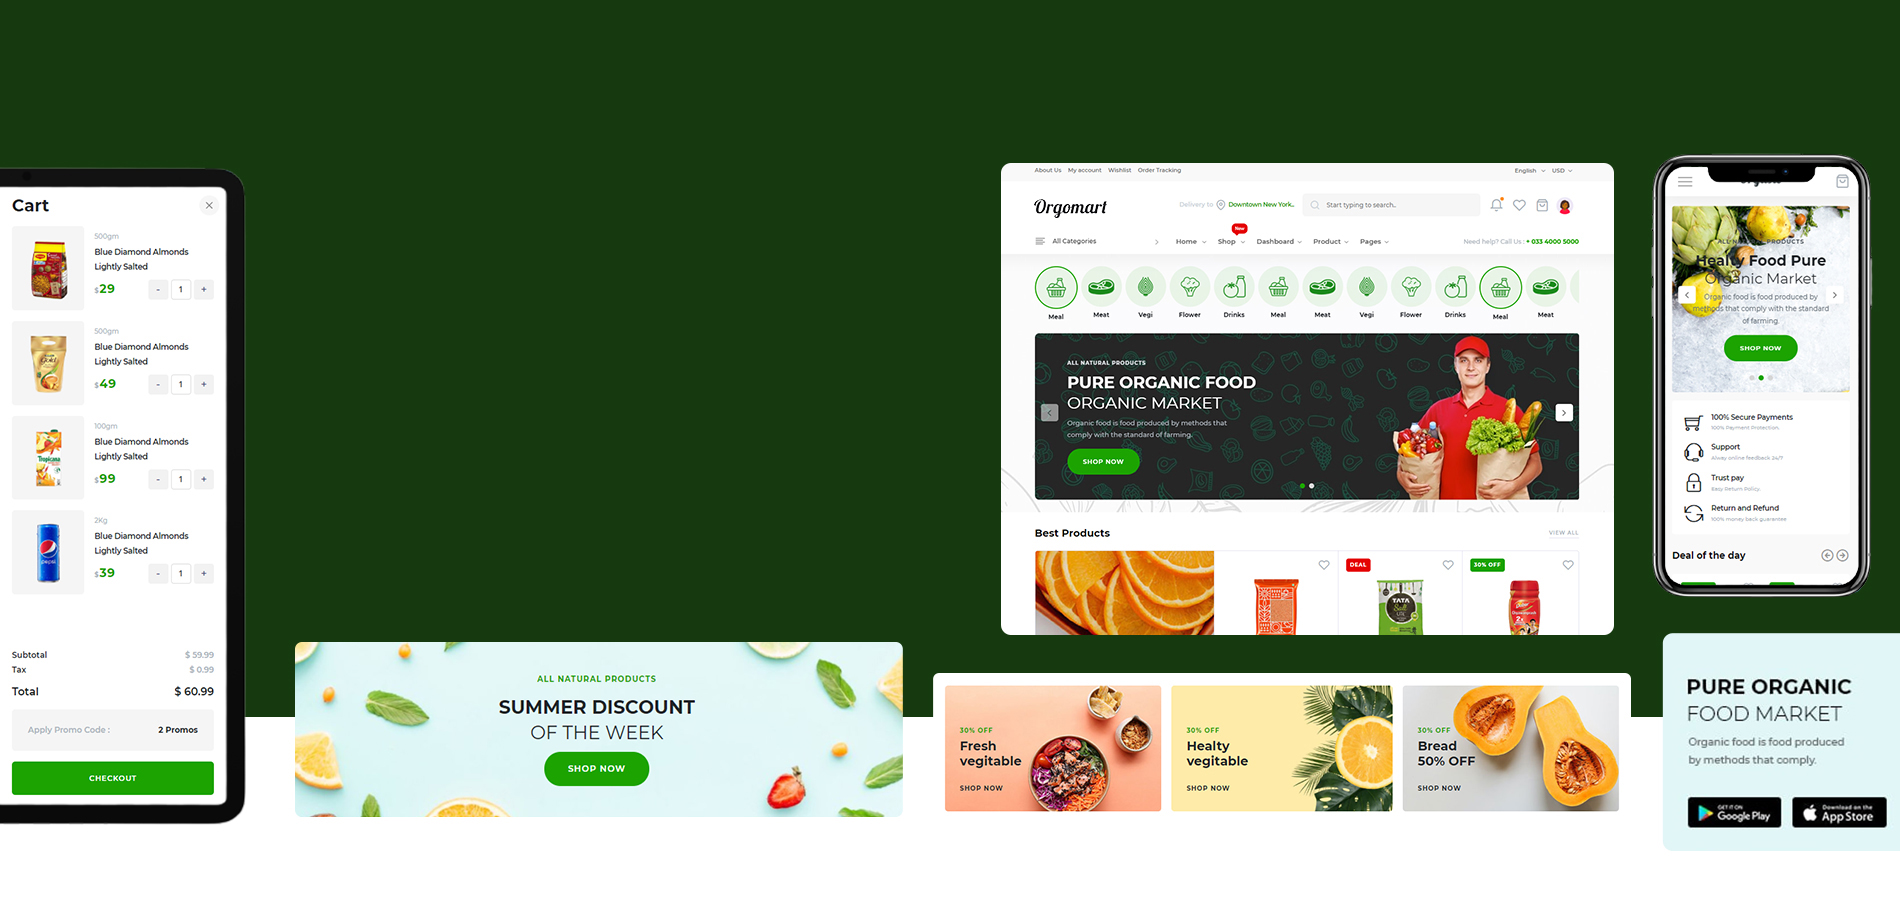 Cart
500gm
Blue Diamond Almonds
Lightly Salted
$29
- 1 +
500gm
Blue Diamond Almonds
Lightly Salted
$49
- 1 +
100gm
Blue Diamond Almonds
Lightly Salted
$99
- 1 +
2Kg
Blue Diamond Almonds
Lightly Salted
$39
- 1 +
Gold
Tropicana
pepsi
Subtotal $ 59.99
Tax $ 0.99
Total $ 60.99
Apply Promo Code : 2 Promos
CHECKOUT
ALL NATURAL PRODUCTS
SUMMER DISCOUNT
OF THE WEEK
SHOP NOW
About Us My account Wishlist Order Tracking English USD
Orgomart
Delivery to Downtown New York..
Start typing to search..
New
All Categories Home Shop Dashboard Product Pages Need help? Call Us : + 033 4000 5000
Meal Meat Vegi Flower Drinks Meal Meat Vegi Flower Drinks Meal Meat
ALL NATURAL PRODUCTS
PURE ORGANIC FOOD
ORGANIC MARKET
Organic food is food produced by methods that
comply with the standard of farming.
SHOP NOW
Best Products VIEW ALL
DEAL 30% OFF
TATA
Salt
LITE
Dabur
30% OFF
Fresh
vegitable
SHOP NOW
30% OFF
Healty
vegitable
SHOP NOW
30% OFF
Bread
50% OFF
SHOP NOW
ALL NATURAL PRODUCTS
Healty Food Pure
Organic Market
Organic food is food produced by
methods that comply with the standard
of farming.
SHOP NOW
100% Secure Payments
100% Payment Protection.
Support
Alway online feedback 24/7
Trust pay
Easy Return Policy.
Return and Refund
100% money back guarantee
Deal of the day
PURE ORGANIC
FOOD MARKET
Organic food is food produced
by methods that comply.
GET IT ON
Google Play
Download on the
App Store